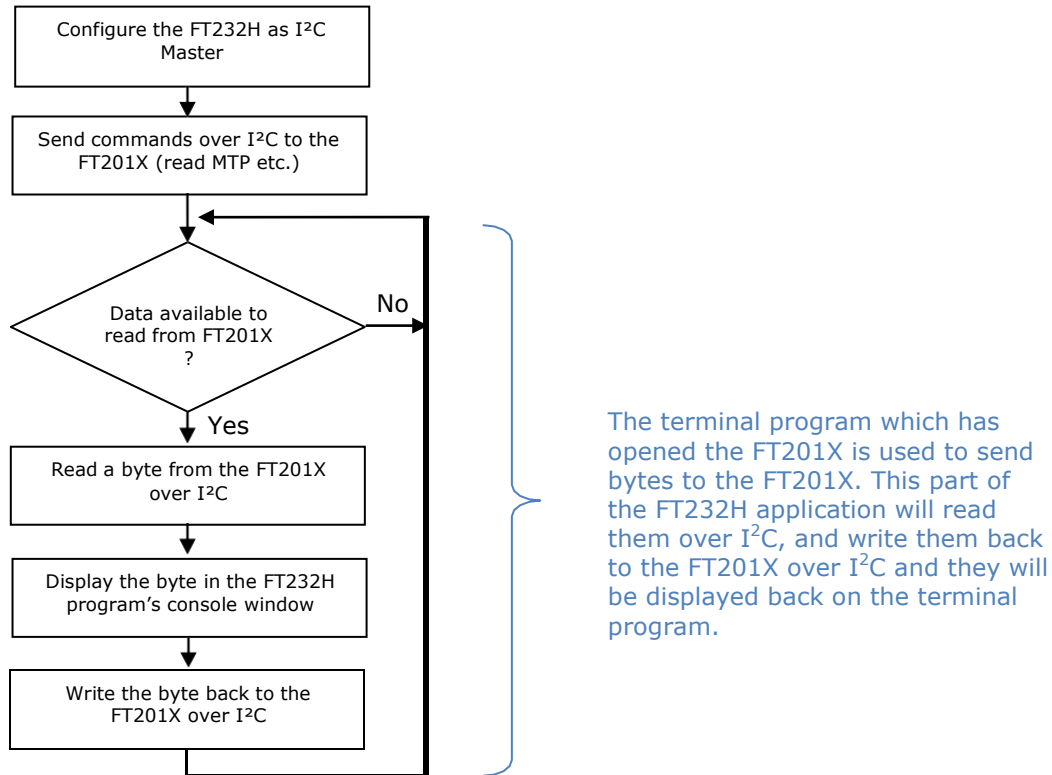 Configure the FT232H as I²C
Master
Send commands over I²C to the
FT201X (read MTP etc.)
Data available to
read from FT201X
?
No
Yes
Read a byte from the FT201X
over I²C
Display the byte in the FT232H
program's console window
Write the byte back to the
FT201X over I²C
The terminal program which has
opened the FT201X is used to send
bytes to the FT201X. This part of
the FT232H application will read
them over I²C, and write them back
to the FT201X over I²C and they will
be displayed back on the terminal
program.